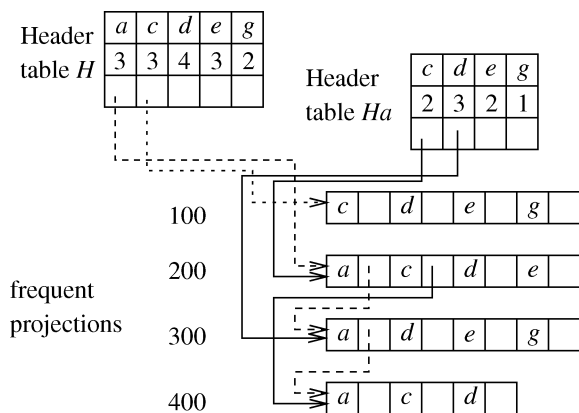 Header table H
a c d e g
3 3 4 3 2
Header table Ha
c d e g
2 3 2 1
frequent projections
100 c d e g
200 a c d e
300 a d e g
400 a c d